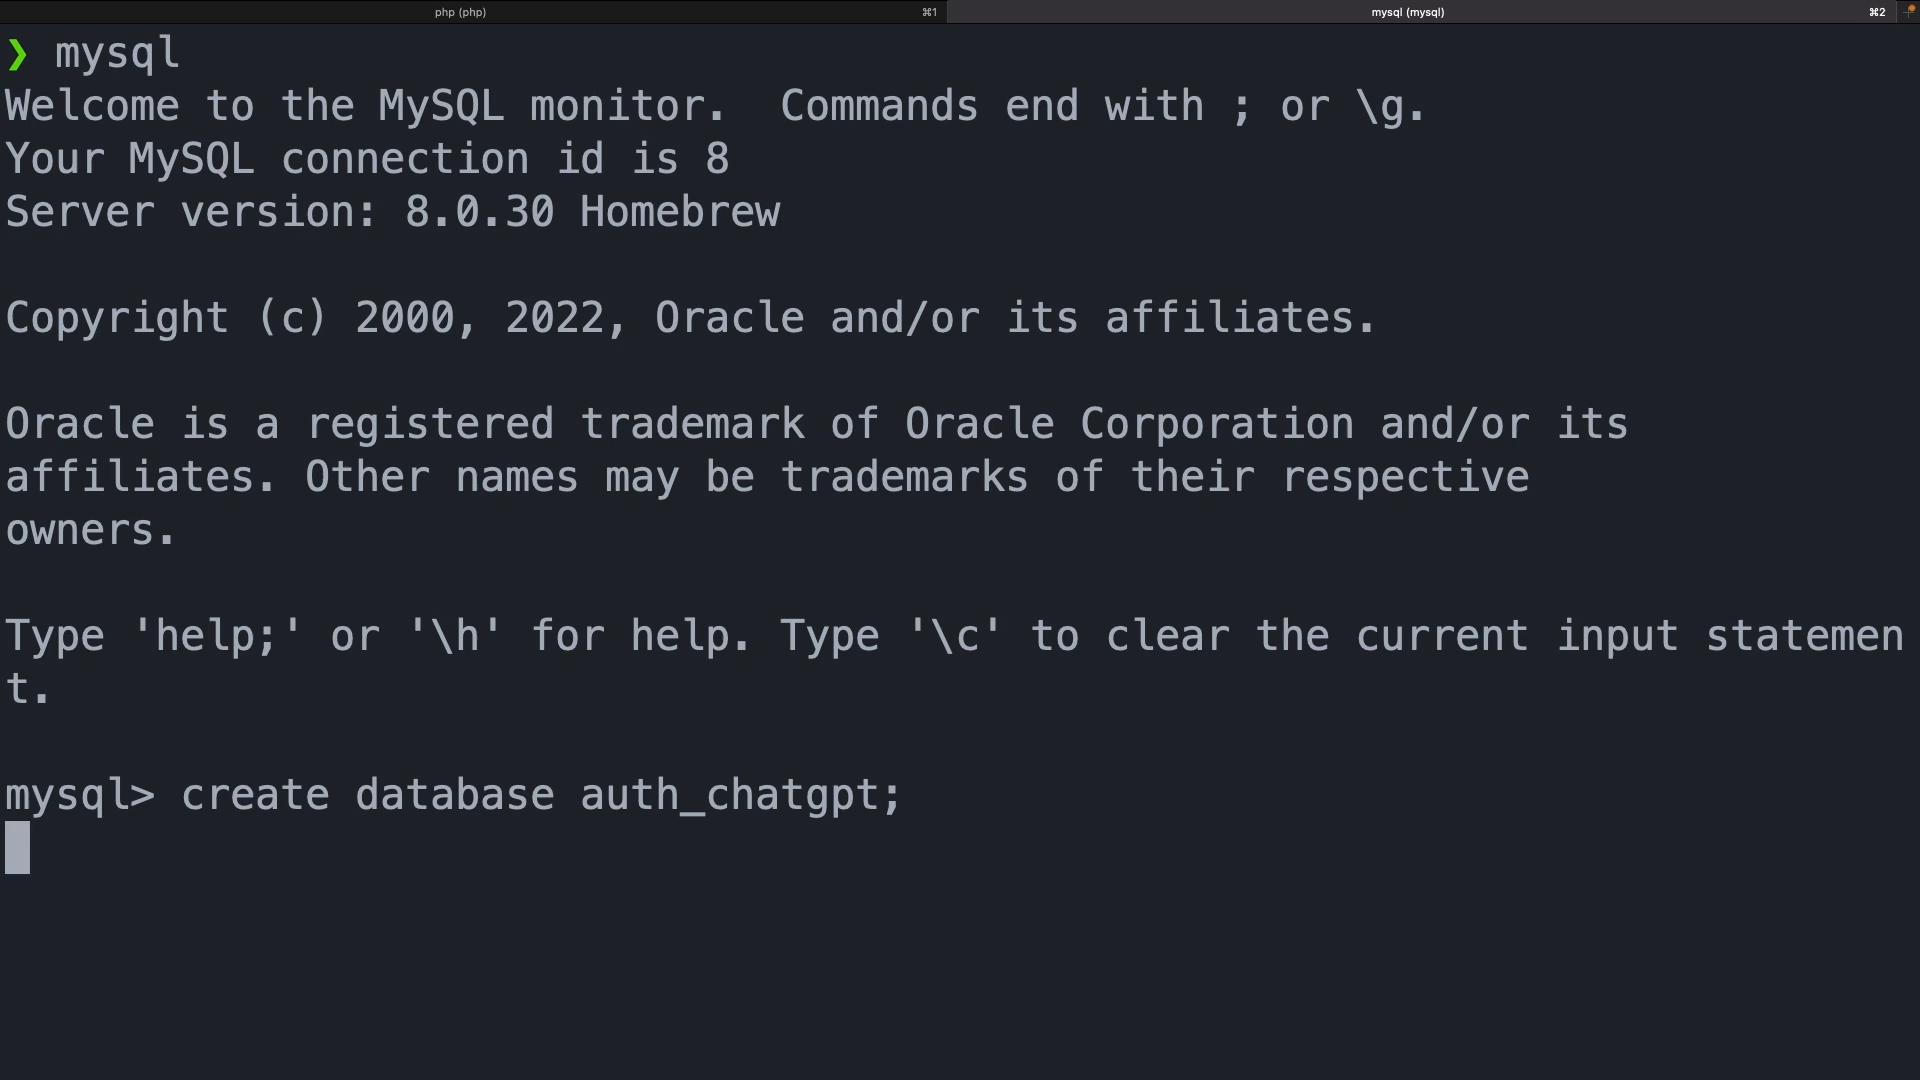 php (php) ⌘1 mysql (mysql) ⌘2
❯ mysql
Welcome to the MySQL monitor.  Commands end with ; or \g.
Your MySQL connection id is 8
Server version: 8.0.30 Homebrew
Copyright (c) 2000, 2022, Oracle and/or its affiliates.
Oracle is a registered trademark of Oracle Corporation and/or its
affiliates. Other names may be trademarks of their respective
owners.
Type 'help;' or '\h' for help. Type '\c' to clear the current input statemen
t.
mysql> create database auth_chatgpt;